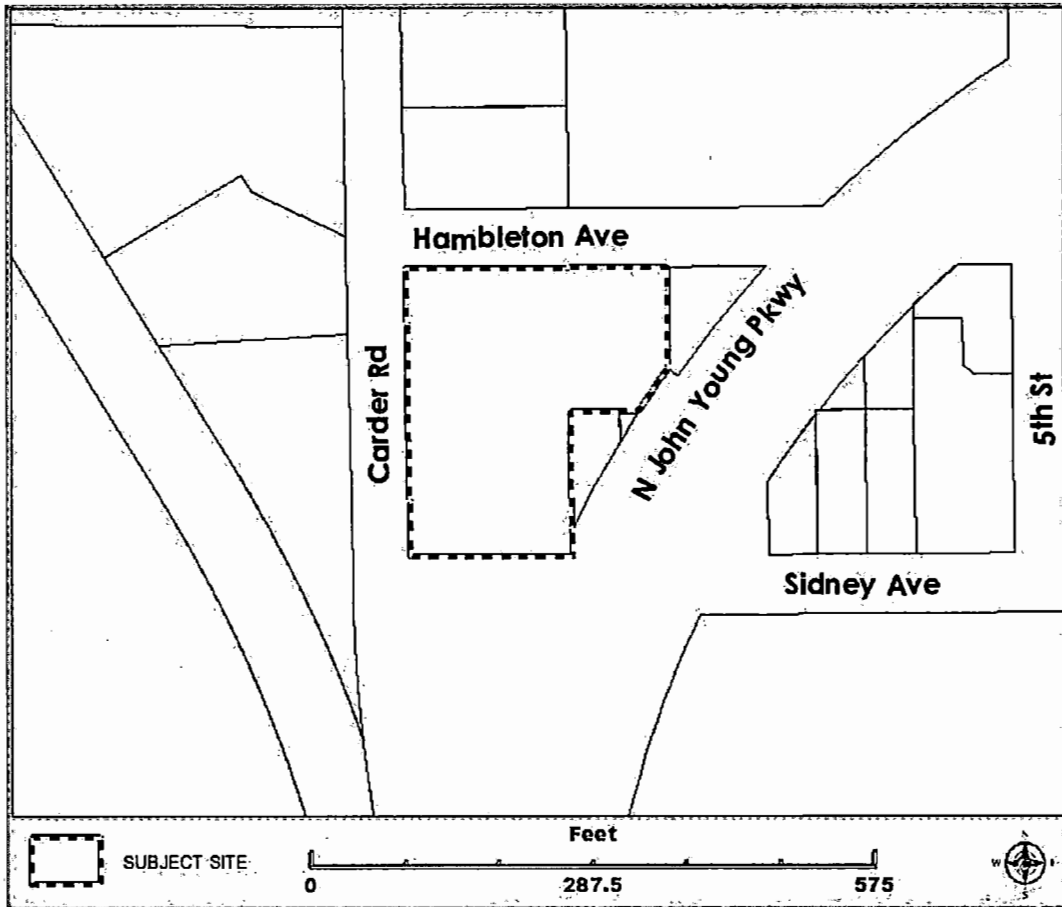 Hambleton Ave
Carder Rd
N John Young Pkwy
5th St
Sidney Ave
SUBJECT SITE
Feet
0 287.5 575
N
W E
S